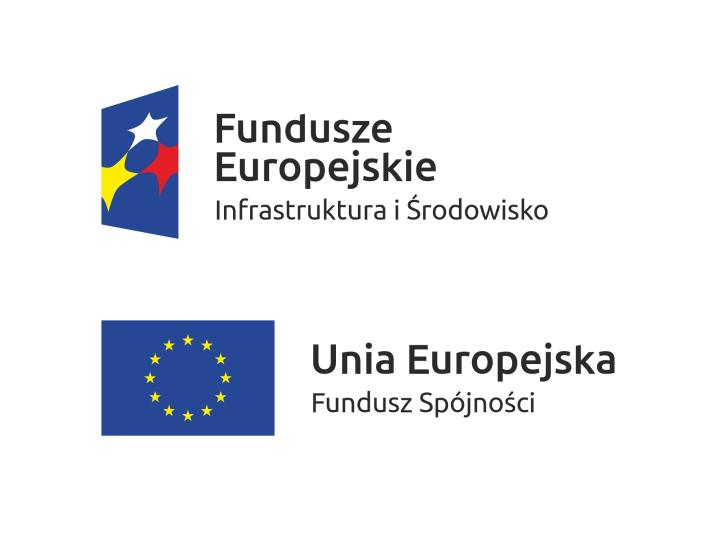 Fundusze
Europejskie
Infrastruktura i Środowisko
Unia Europejska
Fundusz Spójności